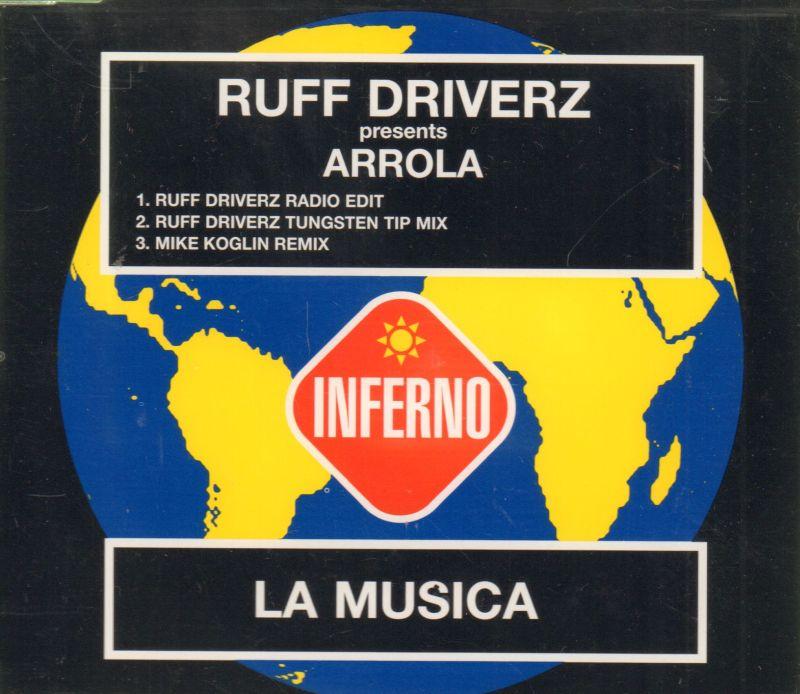 RUFF DRIVERZ
presents
ARROLA
1. RUFF DRIVERZ RADIO EDIT
2. RUFF DRIVERZ TUNGSTEN TIP MIX
3. MIKE KOGLIN REMIX
INFERNO
LA MUSICA